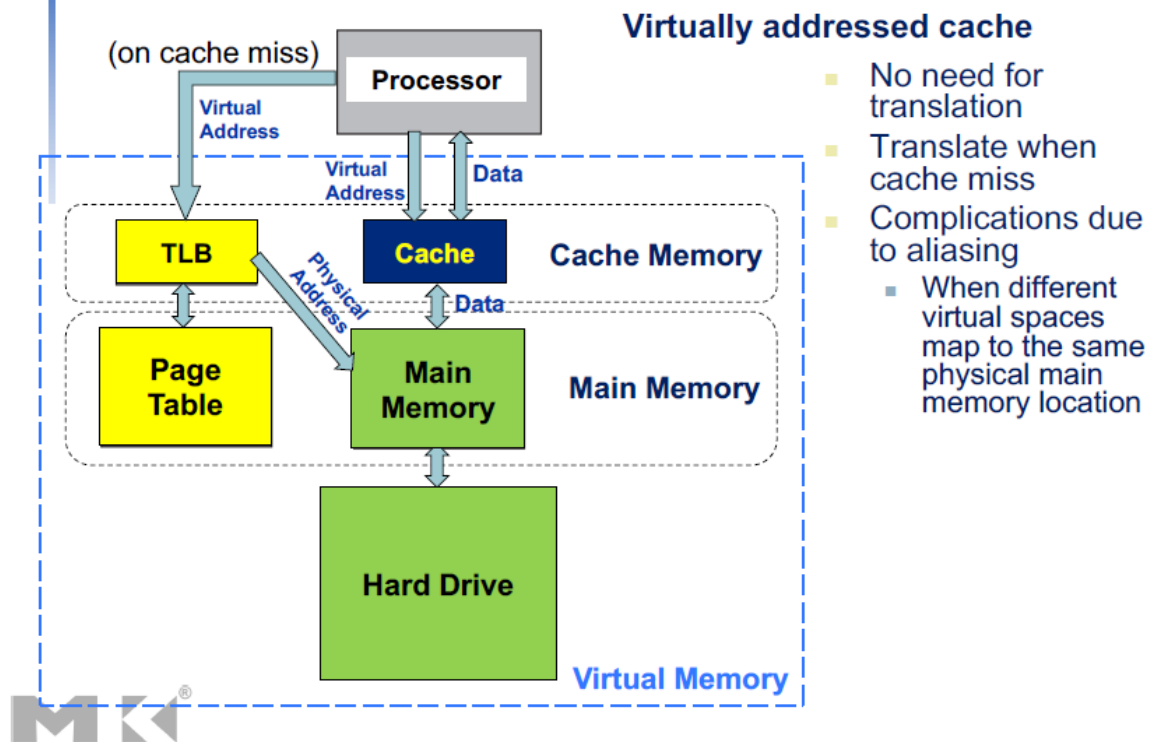 Virtually addressed cache
(on cache miss)
Processor
Virtual
Address
Virtual
Address
Data
TLB
Cache
Cache Memory
Physical
Address
Data
Page
Table
Main
Memory
Main Memory
Hard Drive
Virtual Memory
No need for
translation
Translate when
cache miss
Complications due
to aliasing
When different
virtual spaces
map to the same
physical main
memory location
MK®